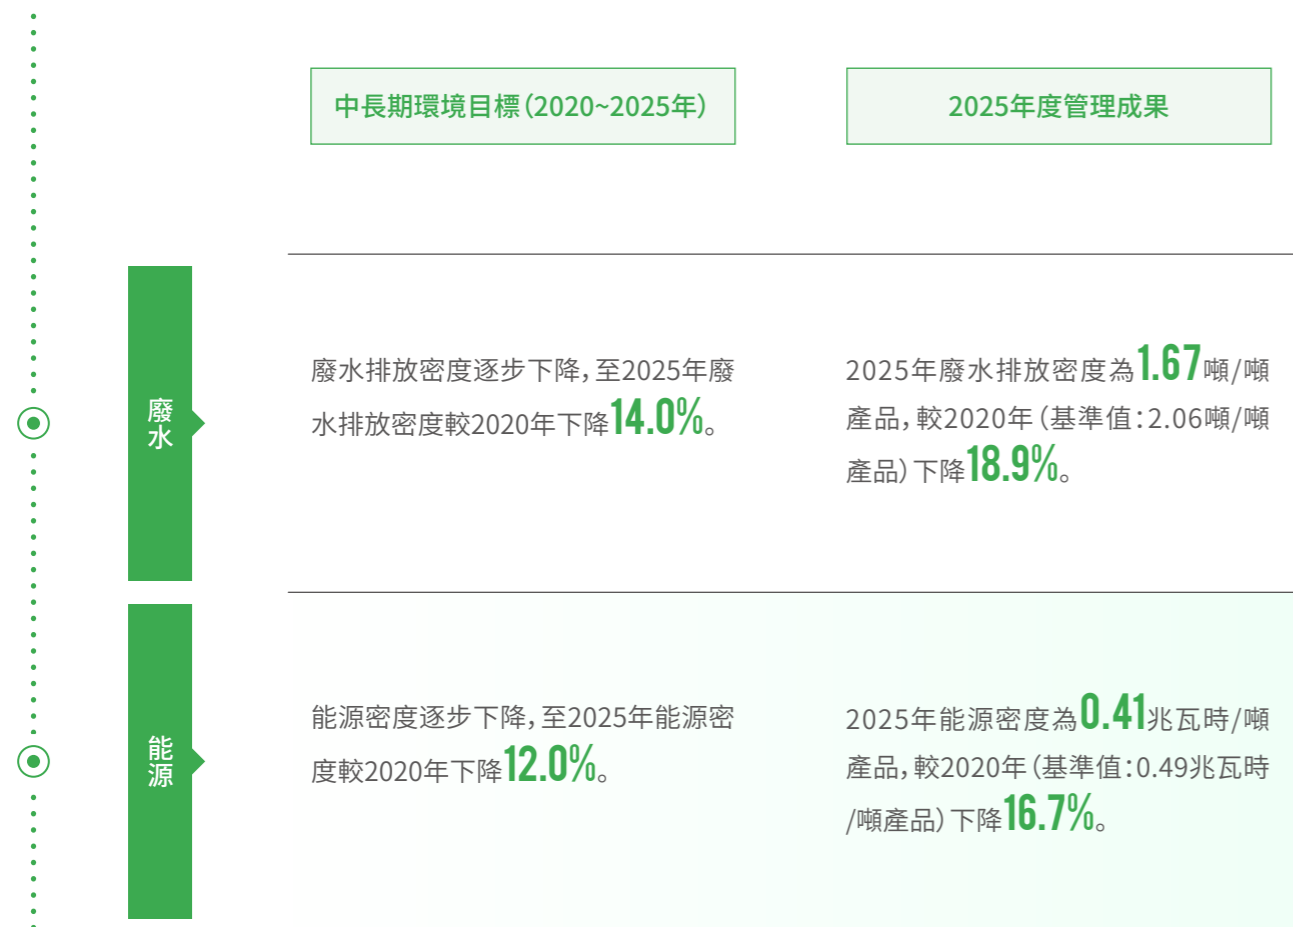 中長期環境目標(2020~2025年)
2025年度管理成果
廢水
廢水排放密度逐步下降,至2025年廢
水排放密度較2020年下降14.0%。
2025年廢水排放密度為1.67噸/噸
產品,較2020年(基準值:2.06噸/噸
產品)下降18.9%。
能源
能源密度逐步下降,至2025年能源密
度較2020年下降12.0%。
2025年能源密度為0.41兆瓦時/噸
產品,較2020年(基準值:0.49兆瓦時
/噸產品)下降16.7%。